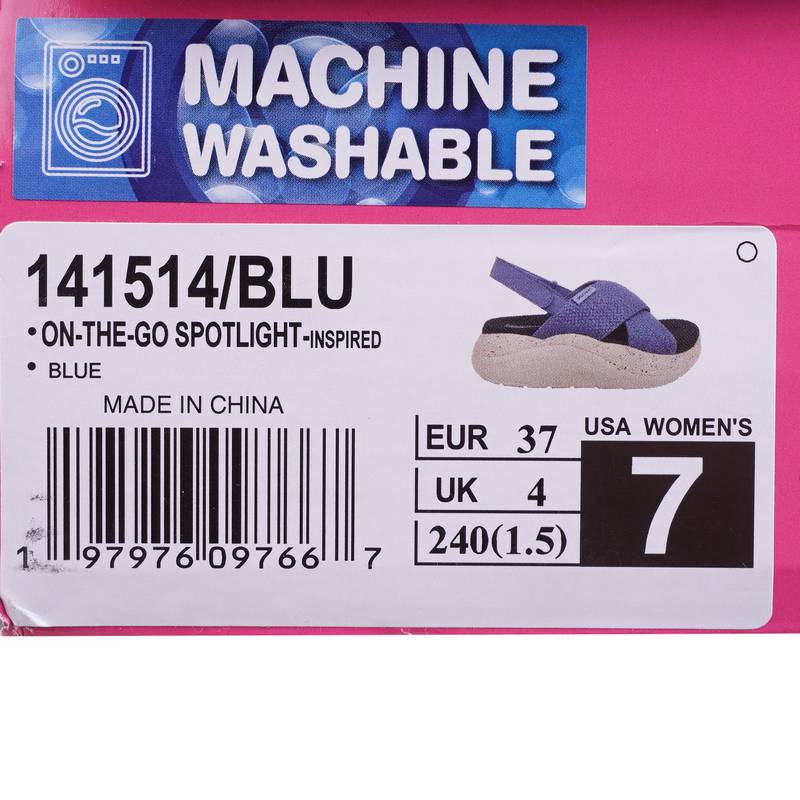 MACHINE
WASHABLE
141514/BLU
• ON-THE-GO SPOTLIGHT-INSPIRED
• BLUE
MADE IN CHINA
1 97976 09766 7
EUR 37
UK 4
240(1.5)
USA WOMEN'S
7